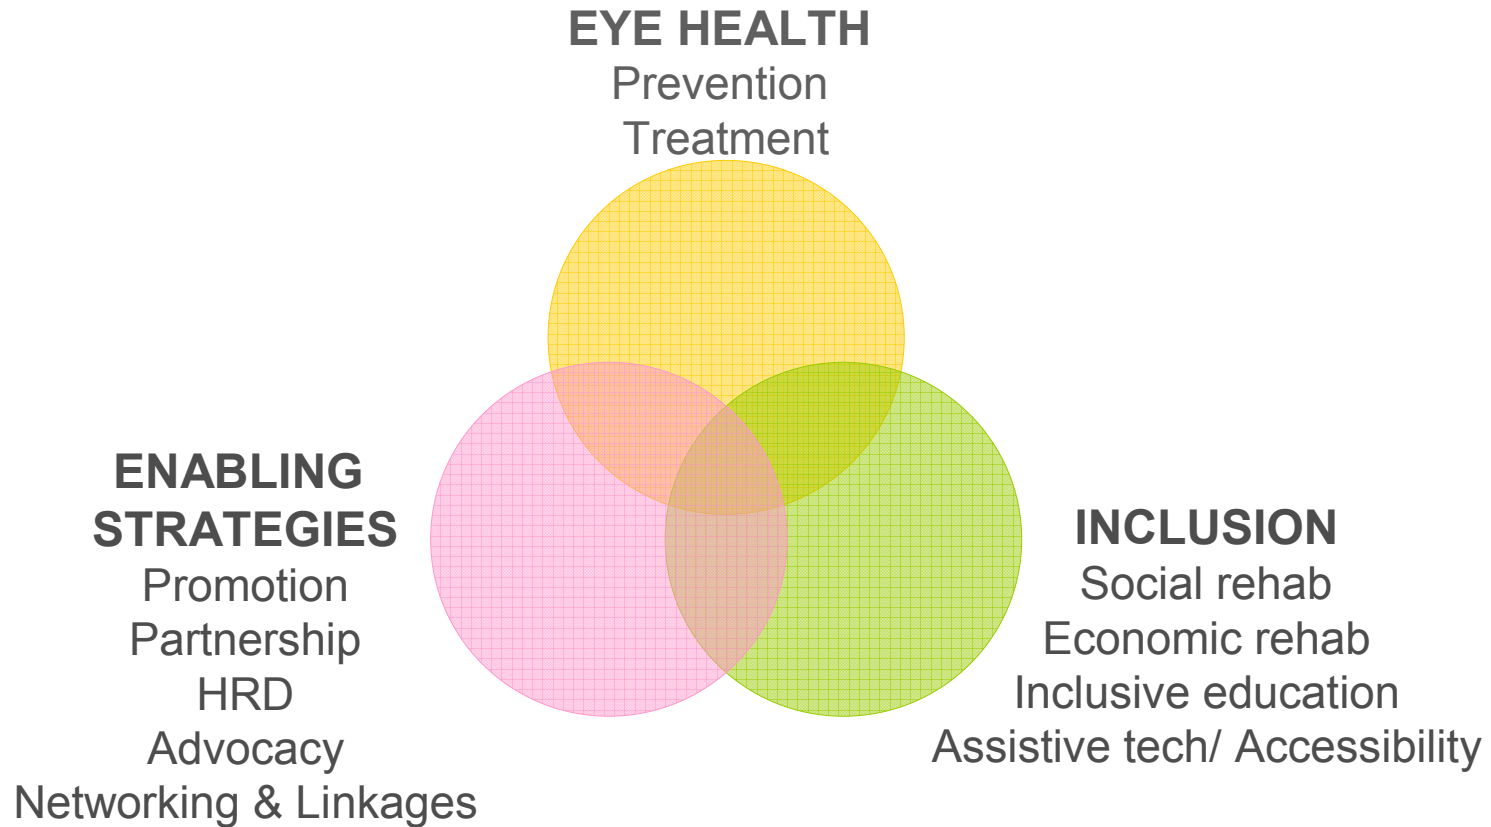 EYE HEALTH
Prevention
Treatment
ENABLING
STRATEGIES
Promotion
Partnership
HRD
Advocacy
Networking & Linkages
INCLUSION
Social rehab
Economic rehab
Inclusive education
Assistive tech/ Accessibility